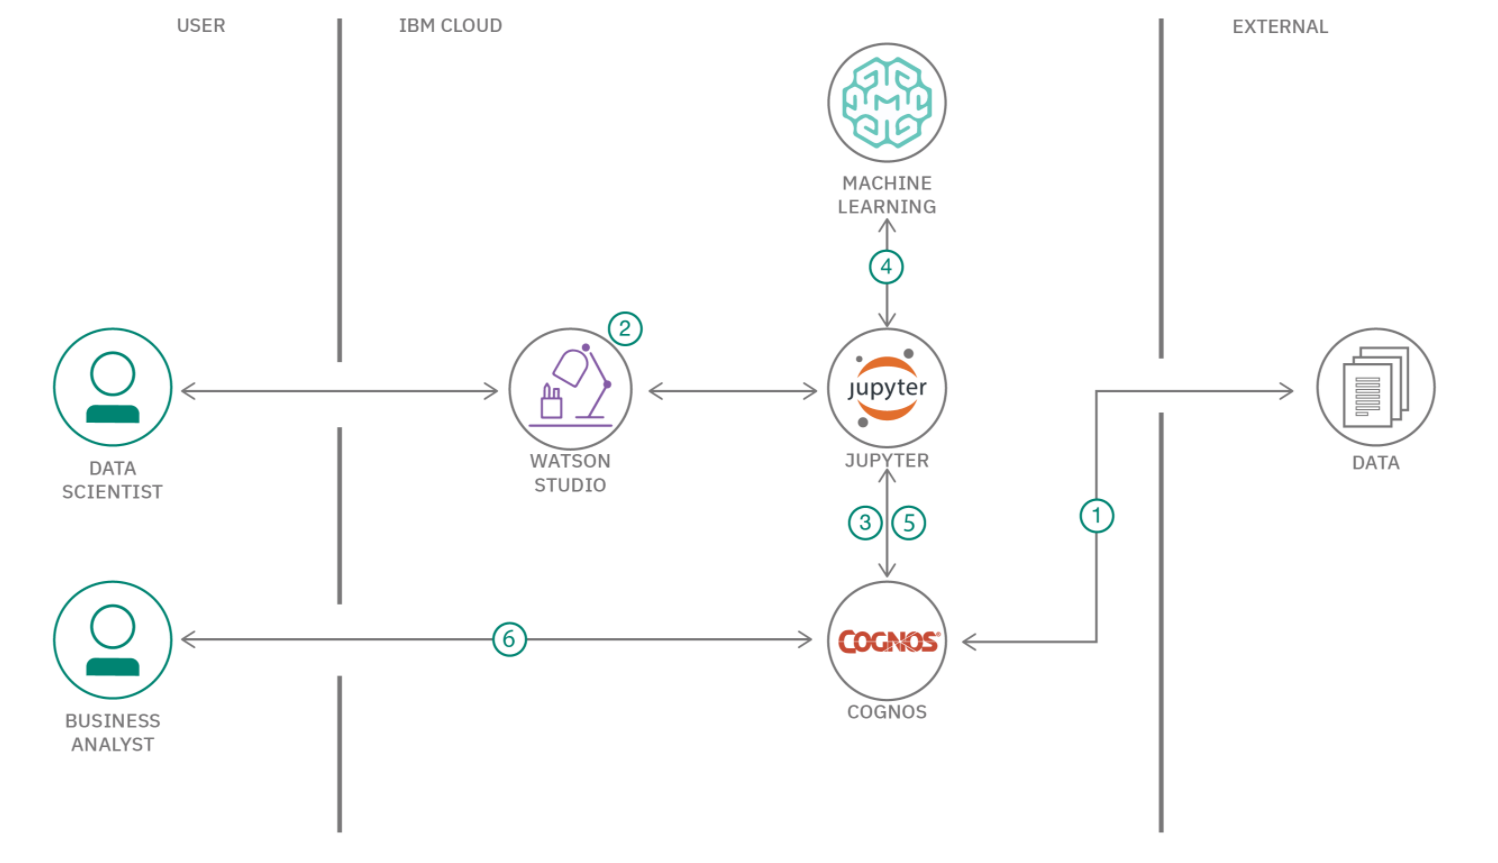 USER
IBM CLOUD
EXTERNAL
MACHINE
LEARNING
4
2
jupyter
DATA
SCIENTIST
WATSON
STUDIO
JUPYTER
DATA
3
5
1
6
COGNOS®
BUSINESS
ANALYST
COGNOS